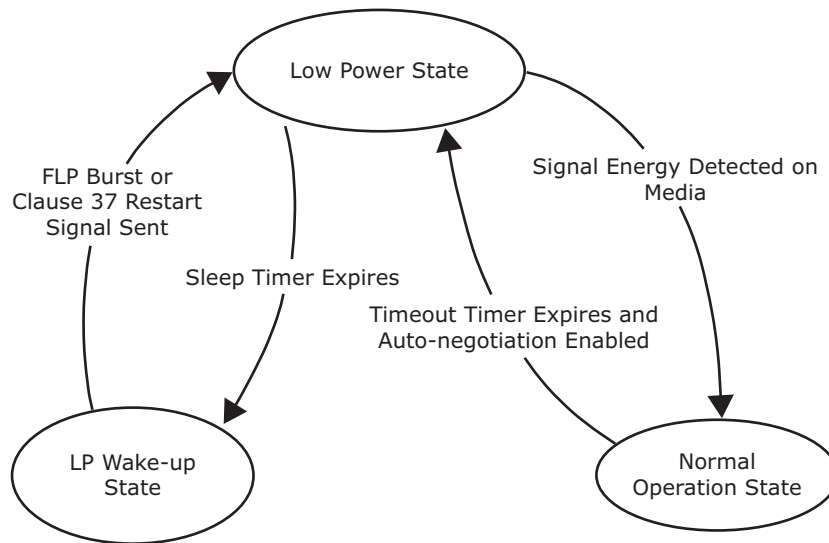 Low Power State
FLP Burst or
Clause 37 Restart
Signal Sent
Signal Energy Detected on
Media
Sleep Timer Expires
Timeout Timer Expires and
Auto-negotiation Enabled
LP Wake-up
State
Normal
Operation State